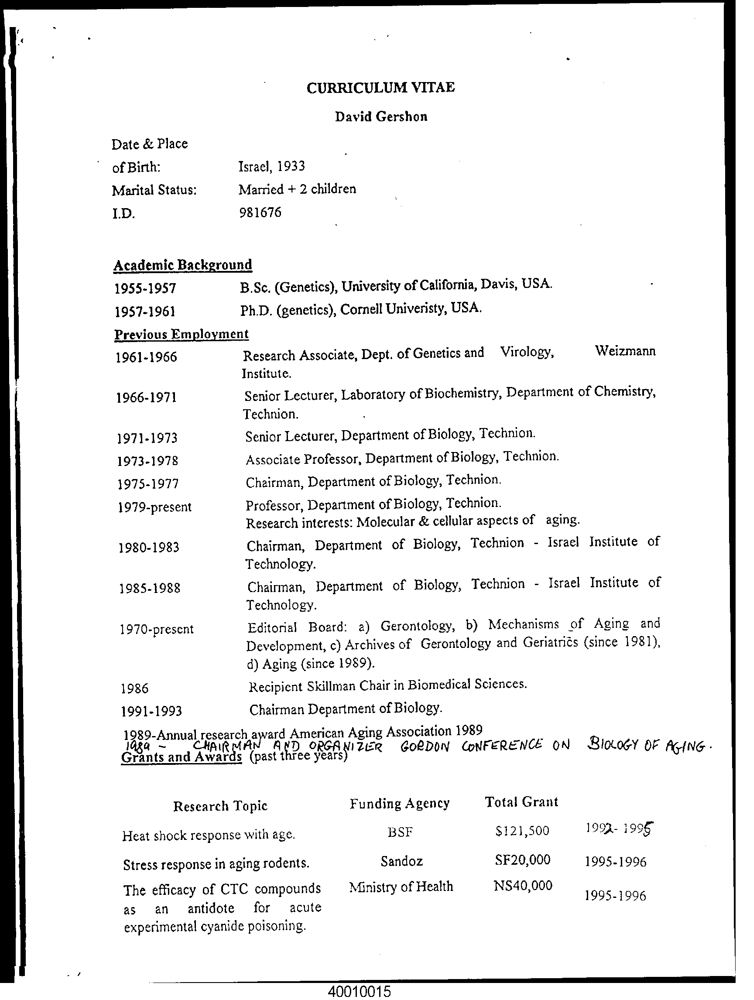 CURRICULUM VITAE
David Gershon
Date & Place
of Birth: Israel, 1933
Marital Status: Married + 2 children
I.D. 981676
Academic Background
1955-1957 B.Sc. (Genetics), University of California, Davis, USA.
1957-1961 Ph.D. (genetics), Cornell Univeristy, USA.
Previous Employment
1961-1966 Research Associate, Dept. of Genetics and Virology, Weizmann
Institute.
1966-1971 Senior Lecturer, Laboratory of Biochemistry, Department of Chemistry,
Technion.
1971-1973 Senior Lecturer, Department of Biology, Technion.
1973-1978 Associate Professor, Department of Biology, Technion.
1975-1977 Chairman, Department of Biology, Technion.
1979-present Professor, Department of Biology, Technion.
Research interests: Molecular & cellular aspects of aging.
1980-1983 Chairman, Department of Biology, Technion - Israel Institute of
Technology.
1985-1988 Chairman, Department of Biology, Technion - Israel Institute of
Technology.
1970-present Editorial Board: a) Gerontology, b) Mechanisms of Aging and
Development, c) Archives of Gerontology and Geriatrics (since 1981),
d) Aging (since 1989).
1986 Recipient Skillman Chair in Biomedical Sciences.
1991-1993 Chairman Department of Biology.
1989-Annual research award American Aging Association 1989
1989 - CHAIRMAN AND ORGANIZER GORDON CONFERENCE ON BIOLOGY OF AGING.
Grants and Awards (past three years)
Research Topic Funding Agency Total Grant
Heat shock response with age. BSF $121,500 1992-1995
Stress response in aging rodents. Sandoz SF20,000 1995-1996
The efficacy of CTC compounds Ministry of Health NS40,000 1995-1996
as an antidote for acute
experimental cyanide poisoning.
40010015